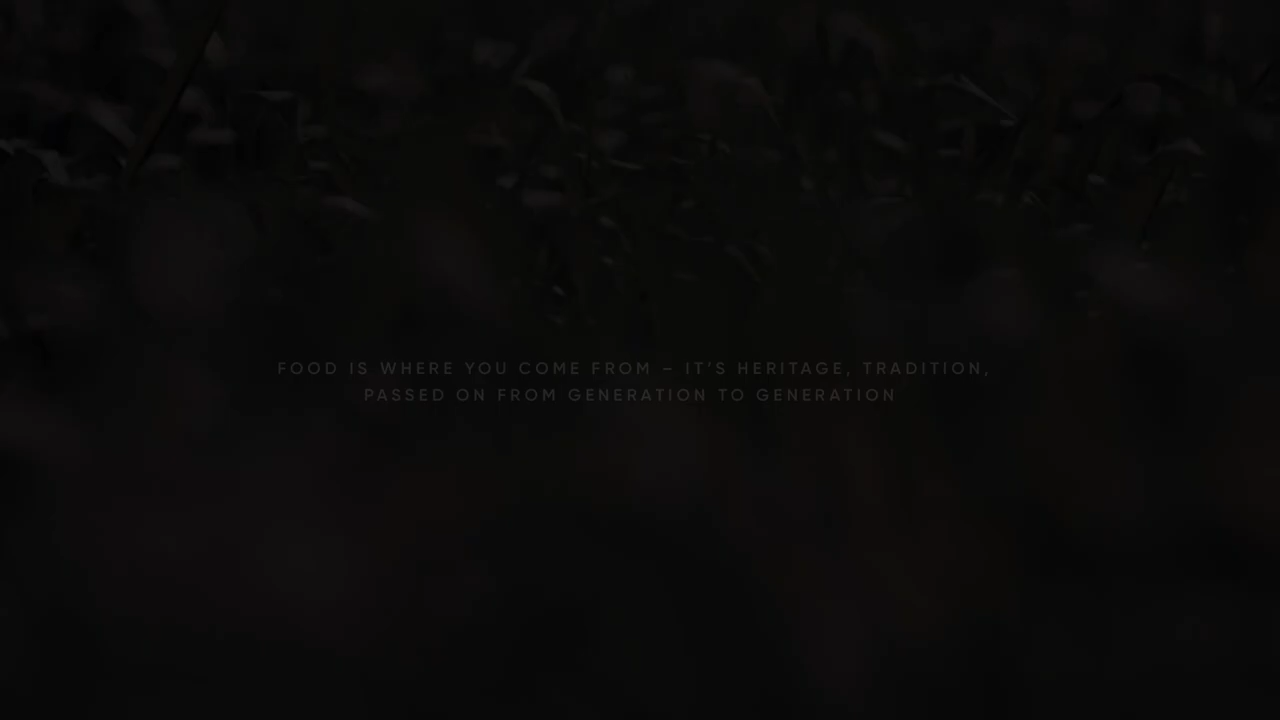 FOOD IS WHERE YOU COME FROM – IT'S HERITAGE, TRADITION,
PASSED ON FROM GENERATION TO GENERATION